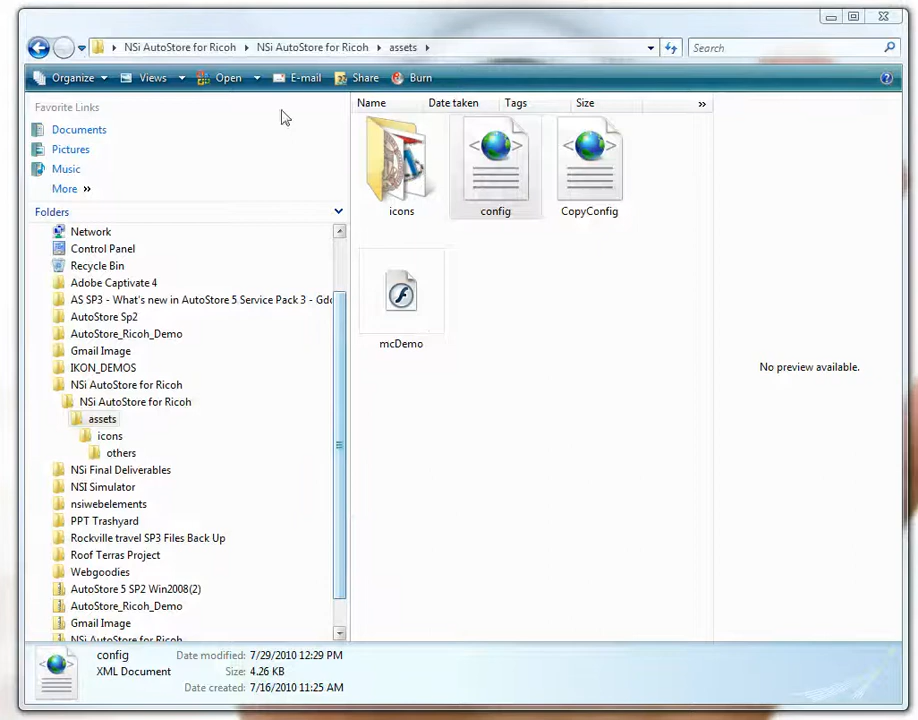 NSi AutoStore for Ricoh NSi AutoStore for Ricoh assets
Search
Organize Views Open E-mail Share Burn
Favorite Links
Documents
Pictures
Music
More »
Folders
Network
Control Panel
Recycle Bin
Adobe Captivate 4
AS SP3 - What's new in AutoStore 5 Service Pack 3 - Gdc
AutoStore Sp2
AutoStore_Ricoh_Demo
Gmail Image
IKON_DEMOS
NSi AutoStore for Ricoh
NSi AutoStore for Ricoh
assets
icons
others
NSi Final Deliverables
NSI Simulator
nsiwebelements
PPT Trashyard
Rockville travel SP3 Files Back Up
Roof Terras Project
Webgoodies
AutoStore 5 SP2 Win2008(2)
AutoStore_Ricoh_Demo
Gmail Image
NSi AutoStore for Ricoh
Name Date taken Tags Size »
icons config CopyConfig
mcDemo
No preview available.
config Date modified: 7/29/2010 12:29 PM
XML Document Size: 4.26 KB
Date created: 7/16/2010 11:25 AM